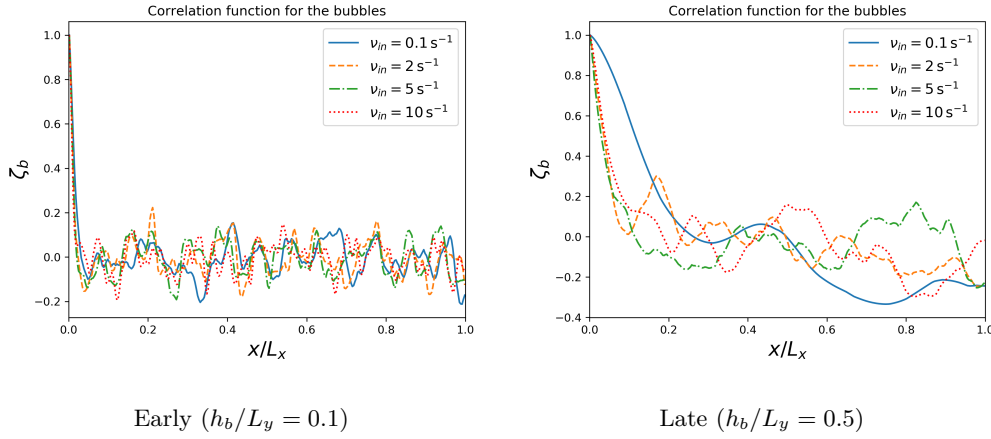 Correlation function for the bubbles
ζ_b
1.0
0.8
0.6
0.4
0.2
0.0
−0.2
ν_in = 0.1 s⁻¹
ν_in = 2 s⁻¹
ν_in = 5 s⁻¹
ν_in = 10 s⁻¹
0.0 0.2 0.4 0.6 0.8 1.0
x/L_x
Early (h_b/L_y = 0.1)
Correlation function for the bubbles
ζ_b
1.0
0.8
0.6
0.4
0.2
0.0
−0.2
−0.4
ν_in = 0.1 s⁻¹
ν_in = 2 s⁻¹
ν_in = 5 s⁻¹
ν_in = 10 s⁻¹
0.0 0.2 0.4 0.6 0.8 1.0
x/L_x
Late (h_b/L_y = 0.5)